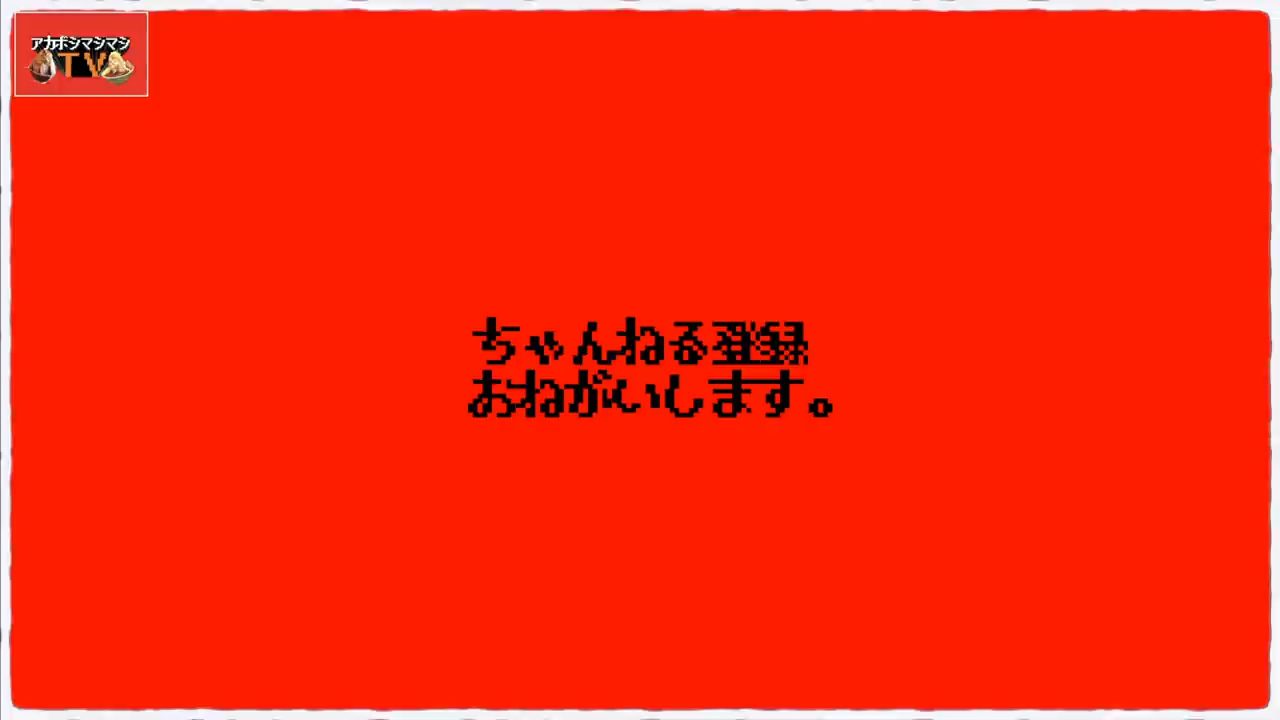 アカボシマシマシ
TV
ちゃんねる登録
おねがいします。